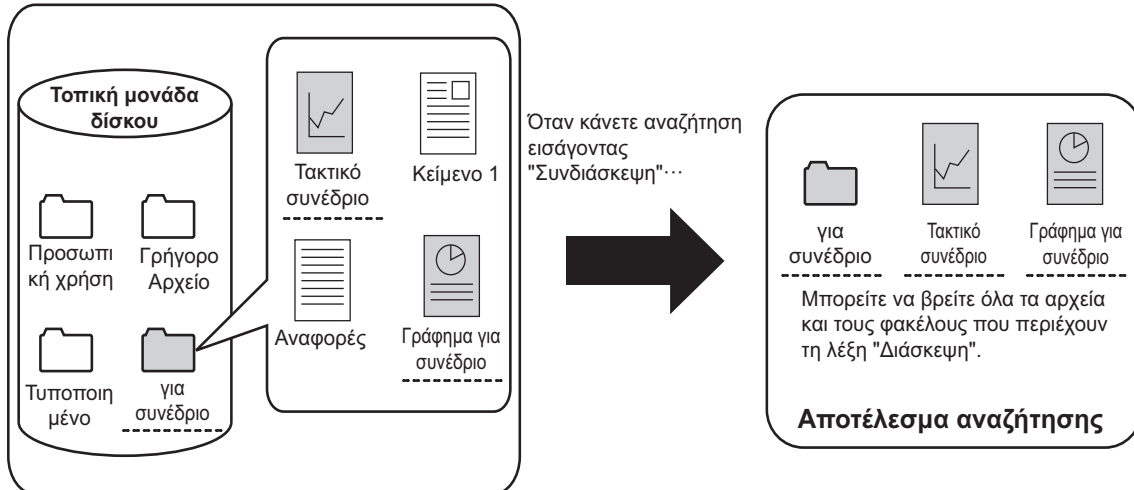 Τοπική μονάδα
δίσκου
Προσωπι
κή χρήση
Γρήγορο
Αρχείο
Τυποποιη
μένο
για
συνέδριο
Τακτικό
συνέδριο
Κείμενο 1
Αναφορές
Γράφημα για
συνέδριο
Όταν κάνετε αναζήτηση
εισάγοντας
"Συνδιάσκεψη"···
για
συνέδριο
Τακτικό
συνέδριο
Γράφημα για
συνέδριο
Μπορείτε να βρείτε όλα τα αρχεία
και τους φακέλους που περιέχουν
τη λέξη "Διάσκεψη".
Αποτέλεσμα αναζήτησης